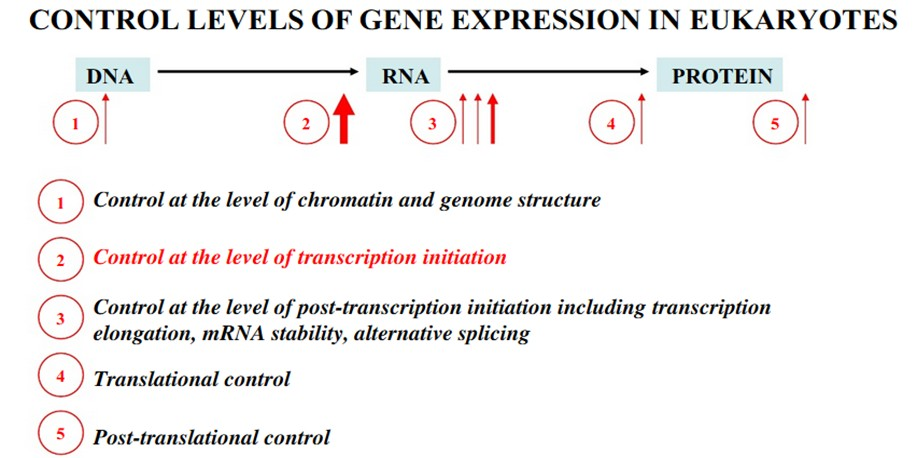 CONTROL LEVELS OF GENE EXPRESSION IN EUKARYOTES
DNA RNA PROTEIN
1 2 3 4 5
1 Control at the level of chromatin and genome structure
2 Control at the level of transcription initiation
3 Control at the level of post-transcription initiation including transcription
elongation, mRNA stability, alternative splicing
4 Translational control
5 Post-translational control